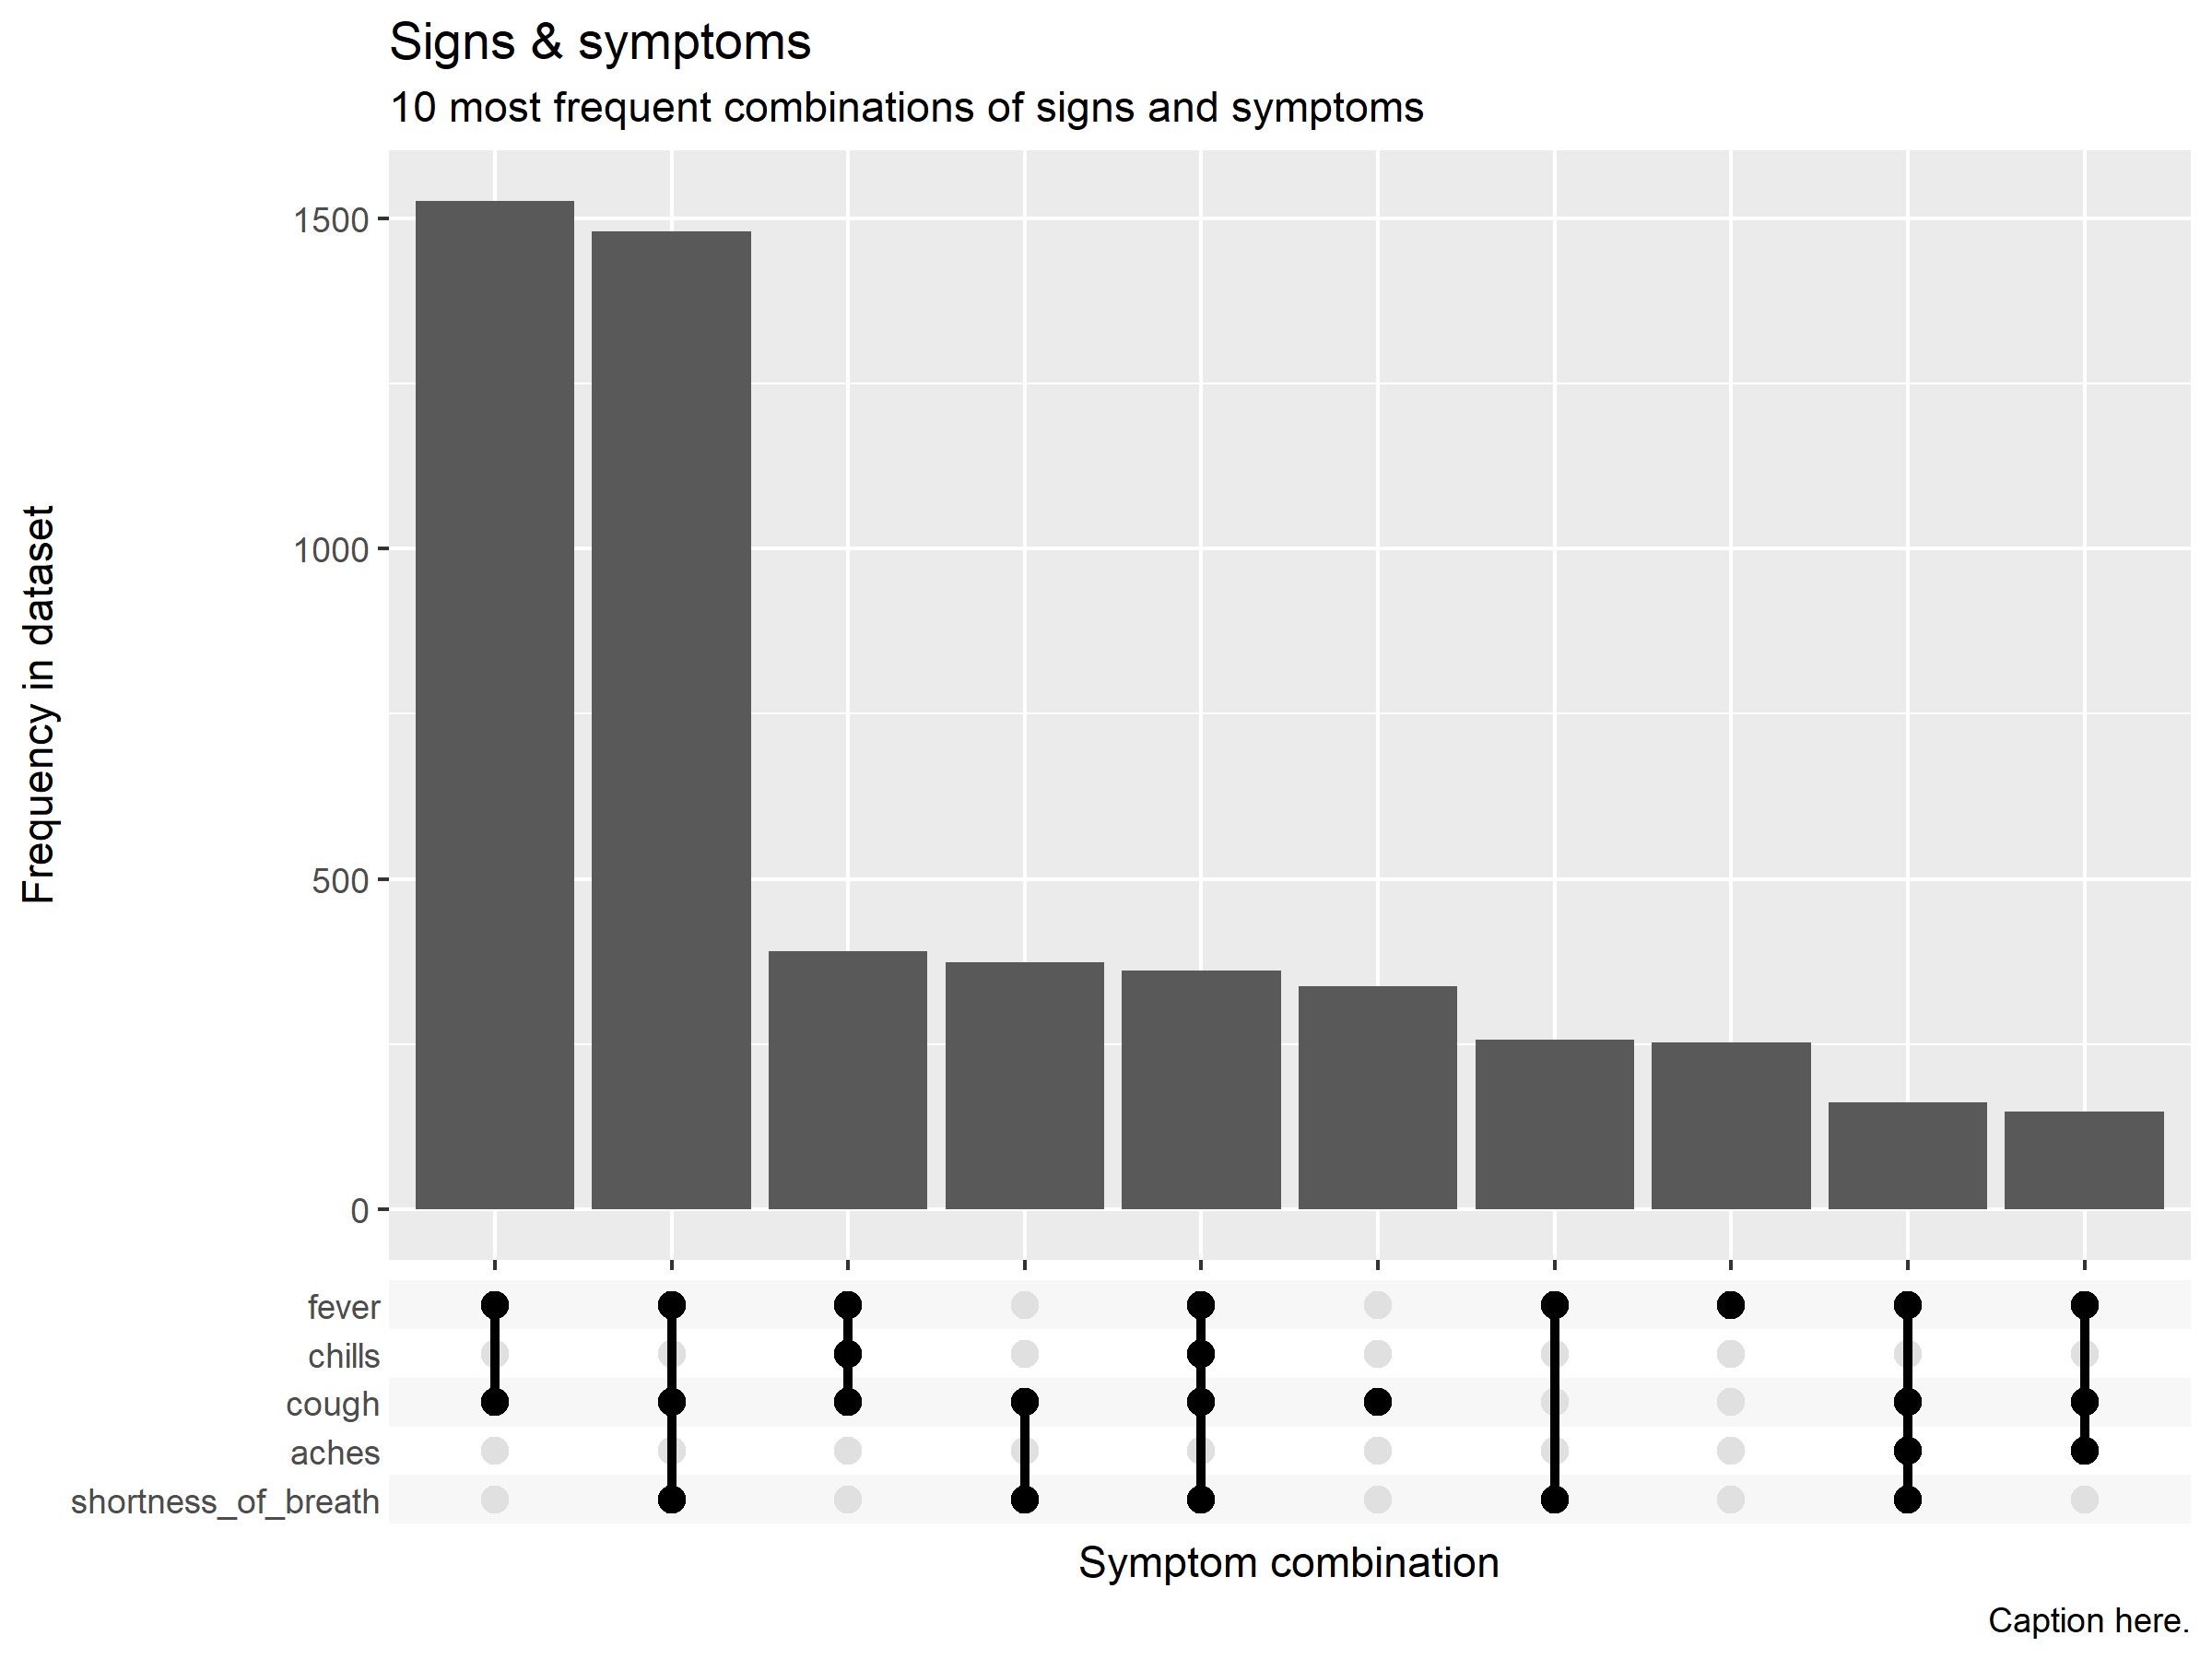 Signs & symptoms
10 most frequent combinations of signs and symptoms
Frequency in dataset
1500
1000
500
0
fever
chills
cough
aches
shortness_of_breath
Symptom combination
Caption here.